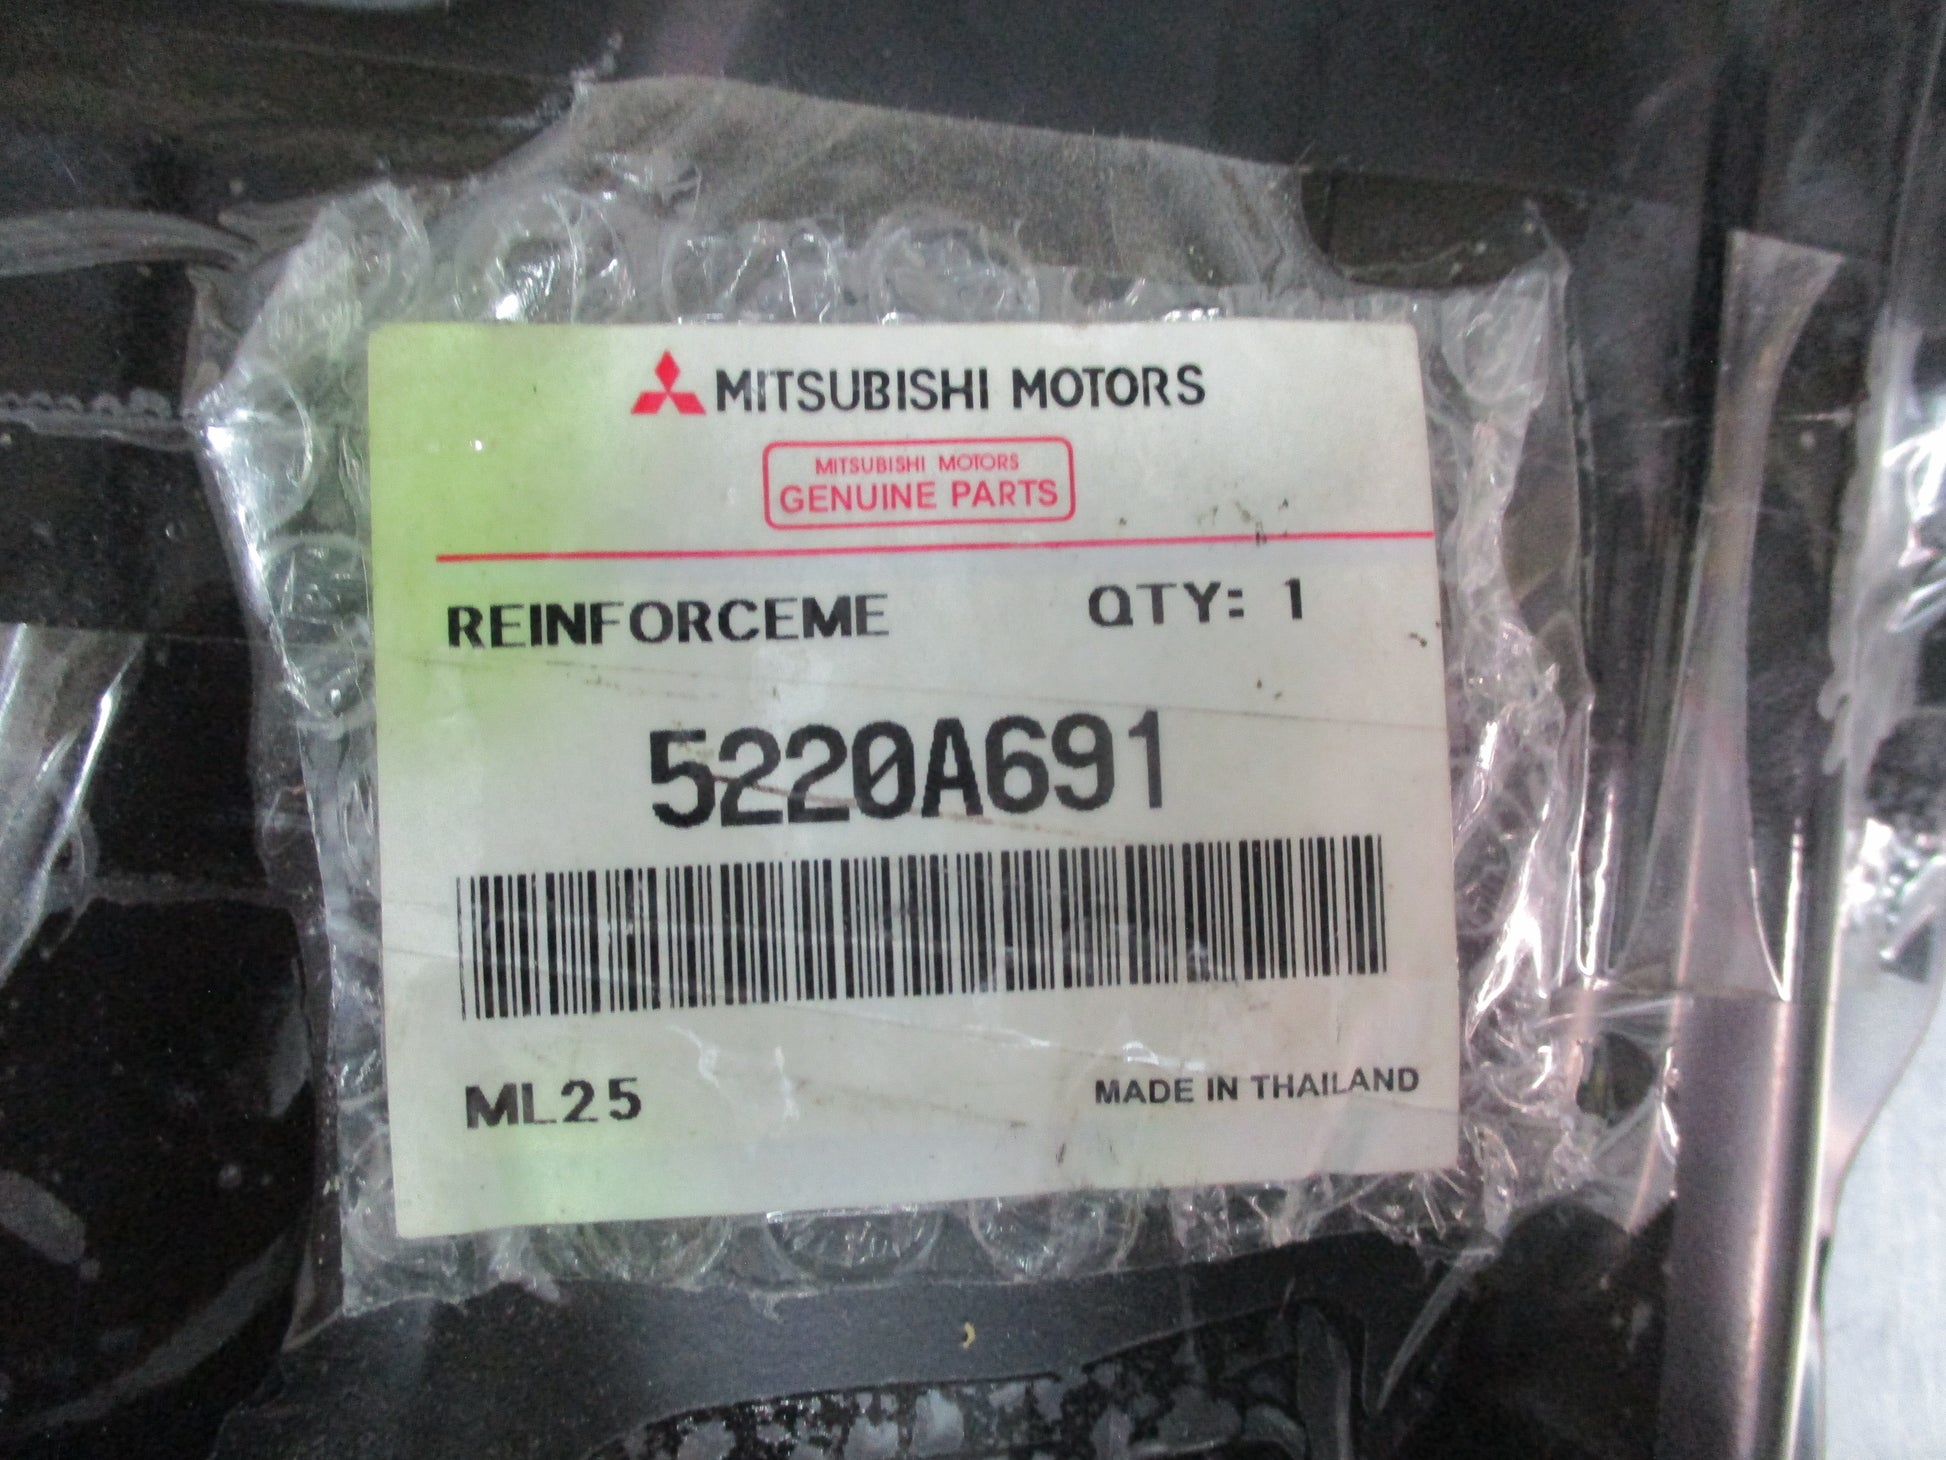 MITSUBISHI MOTORS
MITSUBISHI MOTORS
GENUINE PARTS
REINFORCEME QTY: 1
5220A691
ML25 MADE IN THAILAND